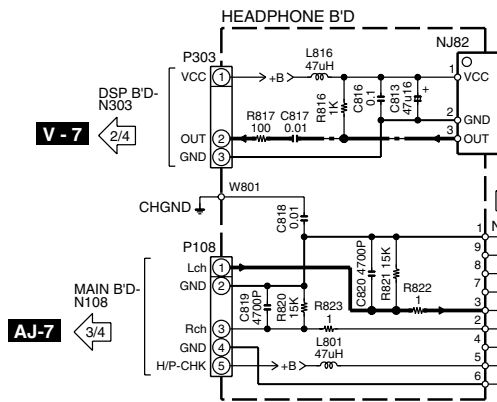 HEADPHONE B'D
P303
L816
47uH
NJ82
VCC
1
+B
1
VCC
DSP B'D-
N303
R816
1K
C816
0.1
C813
47u16
+
V - 7
2/4
R817
100
C817
0.01
2
GND
OUT
2
3
OUT
GND
3
W801
CHGND
C818
0.01
1
N
P108
9
Lch
1
8
MAIN B'D-
N108
GND
2
C819
4700P
R820
15K
C820 4700P
R821 15K
R822
1
7
3
AJ-7
3/4
Rch
3
R823
1
2
GND
4
L801
47uH
4
H/P-CHK
5
+B
5
6